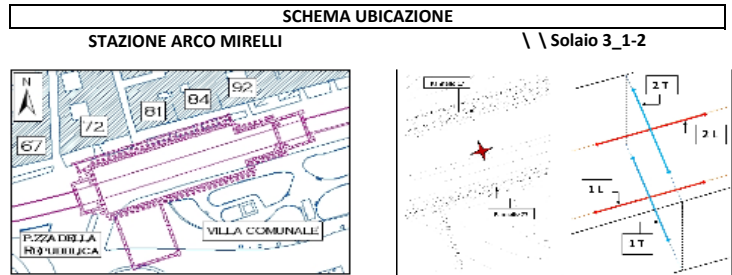 SCHEMA UBICAZIONE
STAZIONE ARCO MIRELLI
\ \ Solaio 3_1-2
N
92
84
81
72
67
P.ZZA DELLA
REPUBBLICA
VILLA COMUNALE
2 T
2 L
1 L
1 T